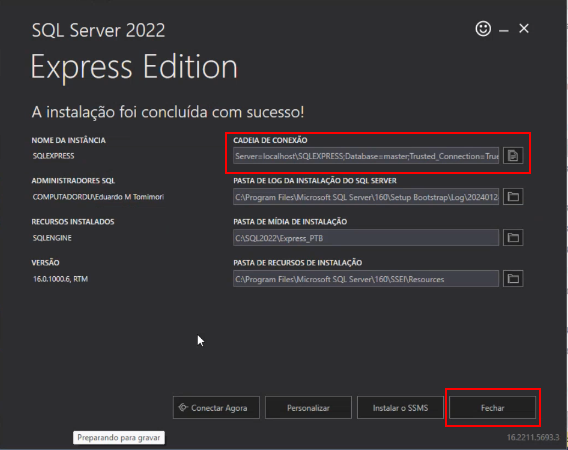 SQL Server 2022
Express Edition
A instalação foi concluída com sucesso!
NOME DA INSTÂNCIA
SQLEXPRESS
CADEIA DE CONEXÃO
Server=localhost\SQLEXPRESS;Database=master;Trusted_Connection=True
ADMINISTRADORES SQL
COMPUTADORDU\Eduardo M Tomimori
PASTA DE LOG DA INSTALAÇÃO DO SQL SERVER
C:\Program Files\Microsoft SQL Server\160\Setup Bootstrap\Log\2024012
RECURSOS INSTALADOS
SQLENGINE
PASTA DE MÍDIA DE INSTALAÇÃO
C:\SQL2022\Express_PTB
VERSÃO
16.0.1000.6, RTM
PASTA DE RECURSOS DE INSTALAÇÃO
C:\Program Files\Microsoft SQL Server\160\SSEI\Resources
Conectar Agora
Personalizar
Instalar o SSMS
Fechar
Preparando para gravar
16.2211.5693.3